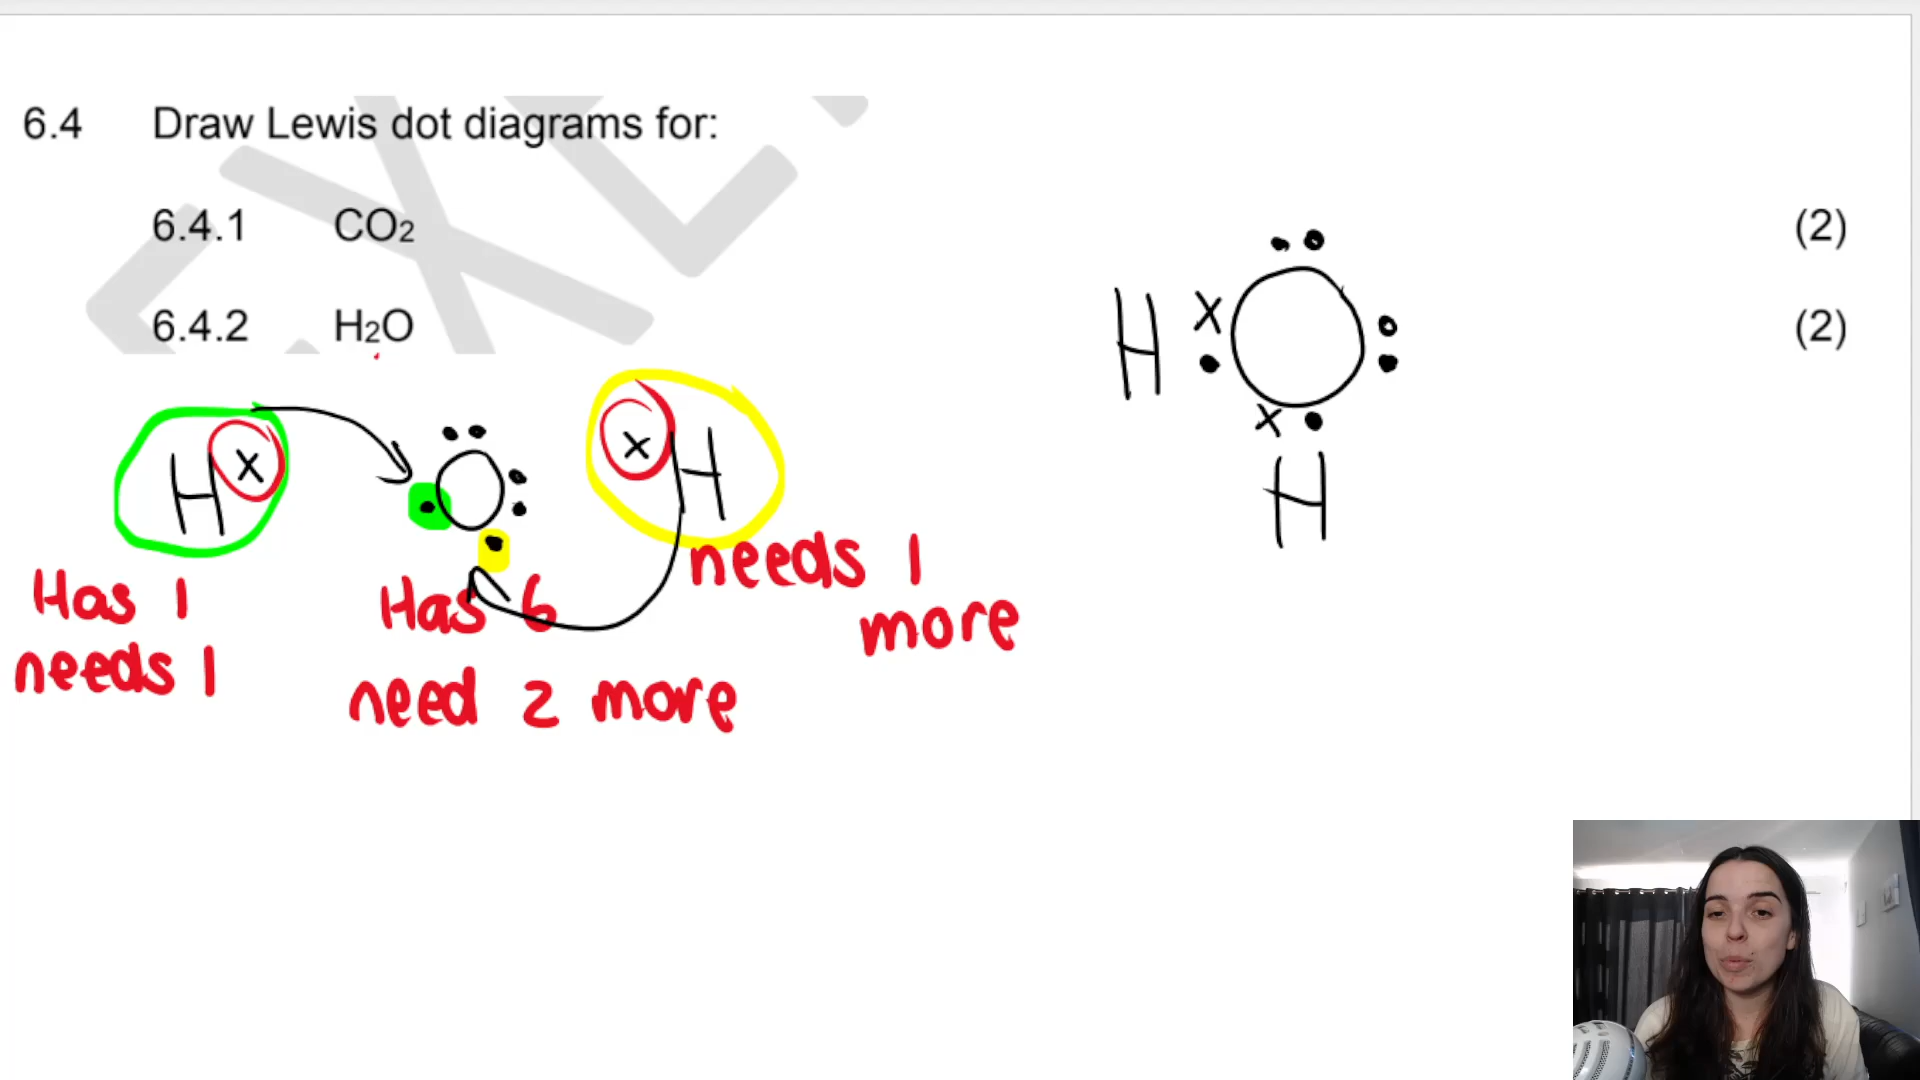 6.4 Draw Lewis dot diagrams for:
6.4.1 CO₂ (2)
6.4.2 H₂O (2)
H x O x H
Has 1
needs 1
Has 6
need 2 more
needs 1
more
H x O
x
H